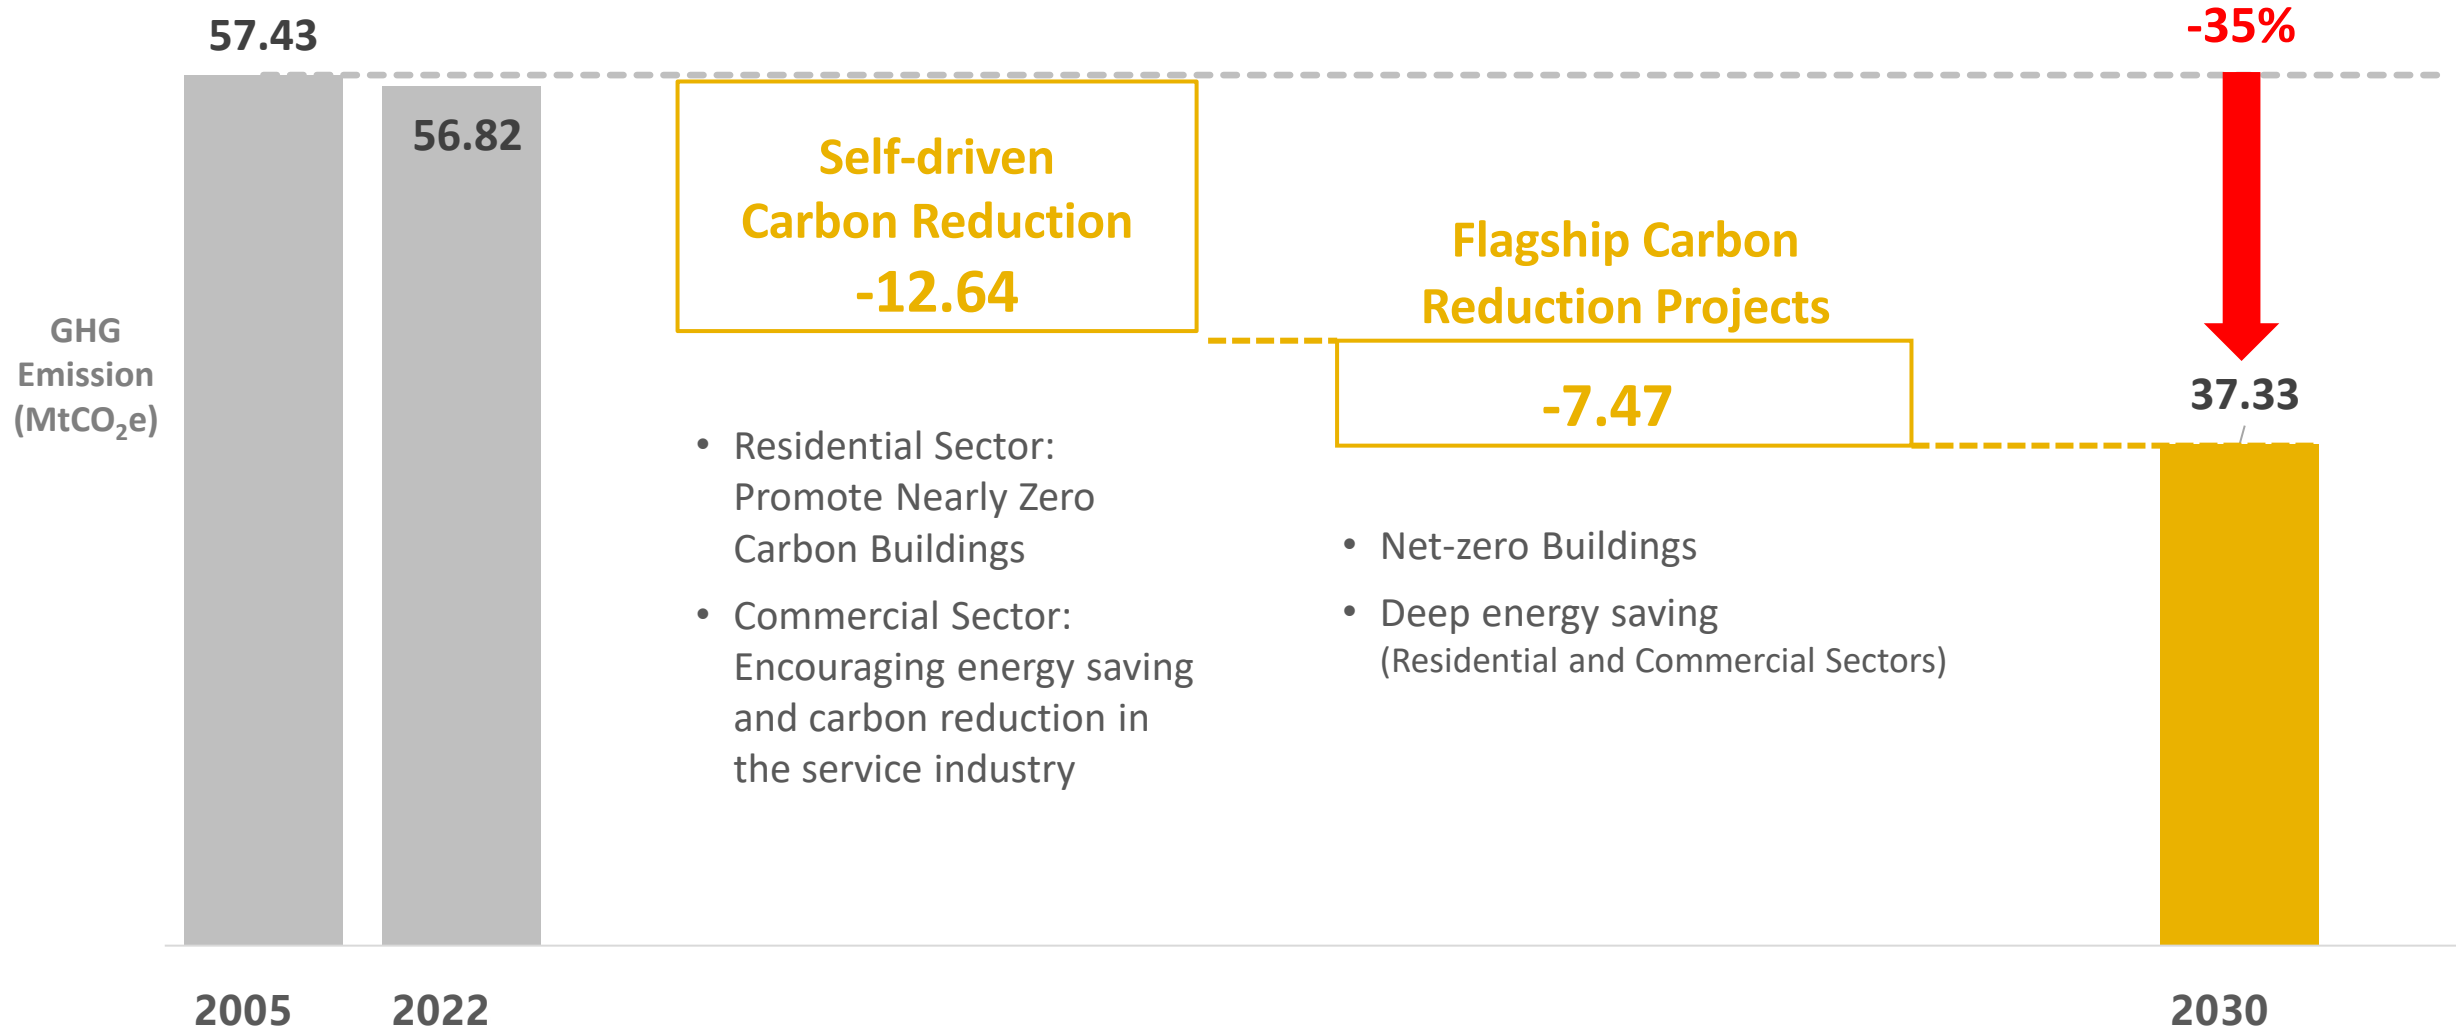 57.43
-35%
56.82
Self-driven
Carbon Reduction
-12.64
Flagship Carbon
Reduction Projects
-7.47
GHG
Emission
(MtCO₂e)
37.33
• Residential Sector:
Promote Nearly Zero
Carbon Buildings
• Commercial Sector:
Encouraging energy saving
and carbon reduction in
the service industry
• Net-zero Buildings
• Deep energy saving
(Residential and Commercial Sectors)
2005
2022
2030